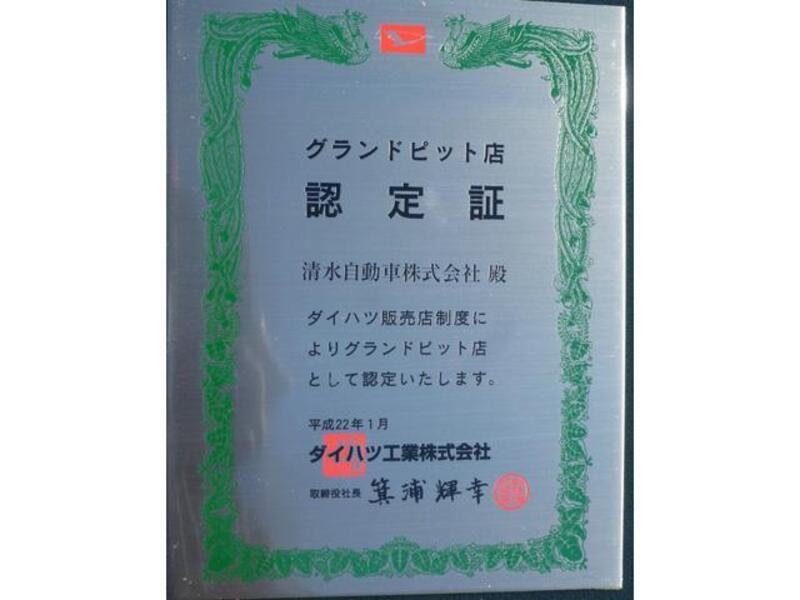 グランドピット店
認定証
清水自動車株式会社 殿
ダイハツ販売店制度に
よりグランドピット店
として認定いたします。
平成22年1月
ダイハツ工業株式会社
取締役社長 箕浦輝幸